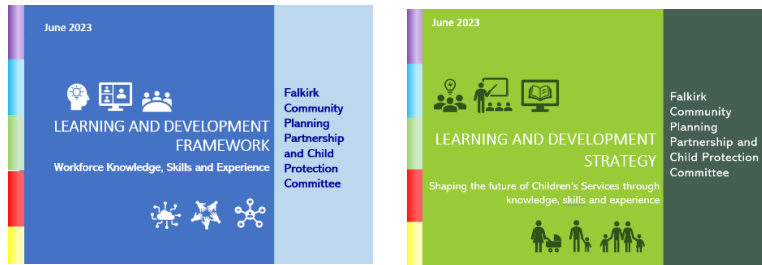 June 2023
LEARNING AND DEVELOPMENT
FRAMEWORK
Workforce Knowledge, Skills and Experience
Falkirk
Community
Planning
Partnership
and Child
Protection
Committee
June 2023
LEARNING AND DEVELOPMENT
STRATEGY
Shaping the future of Children's Services through
knowledge, skills and experience
Falkirk
Community
Planning
Partnership and
Child Protection
Committee